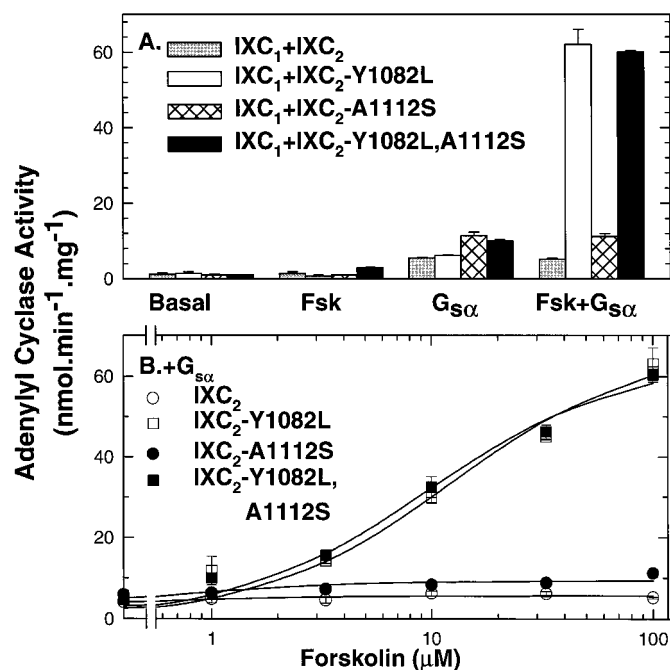 Adenylyl Cyclase Activity
(nmol.min⁻¹.mg⁻¹)
A.
IXC₁+IXC₂
IXC₁+IXC₂-Y1082L
IXC₁+IXC₂-A1112S
IXC₁+IXC₂-Y1082L,A1112S
60
40
20
0
Basal
Fsk
Gsα
Fsk+Gsα
B.+Gsα
IXC₂
IXC₂-Y1082L
IXC₂-A1112S
IXC₂-Y1082L,
A1112S
60
40
20
0
1
10
100
Forskolin (µM)